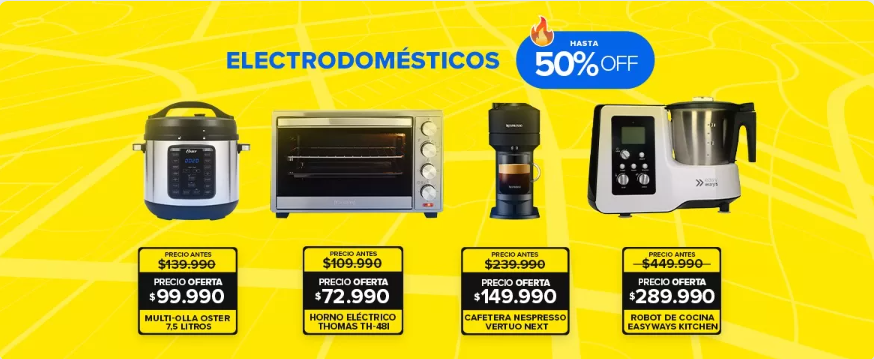 ELECTRODOMÉSTICOS
HASTA
50% OFF
PRECIO ANTES
$139.990
PRECIO OFERTA
$99.990
MULTI-OLLA OSTER
7,5 LITROS
PRECIO ANTES
$109.990
PRECIO OFERTA
$72.990
HORNO ELÉCTRICO
THOMAS TH-48I
PRECIO ANTES
$239.990
PRECIO OFERTA
$149.990
CAFETERA NESPRESSO
VERTUO NEXT
PRECIO ANTES
$449.990
PRECIO OFERTA
$289.990
ROBOT DE COCINA
EASYWAYS KITCHEN